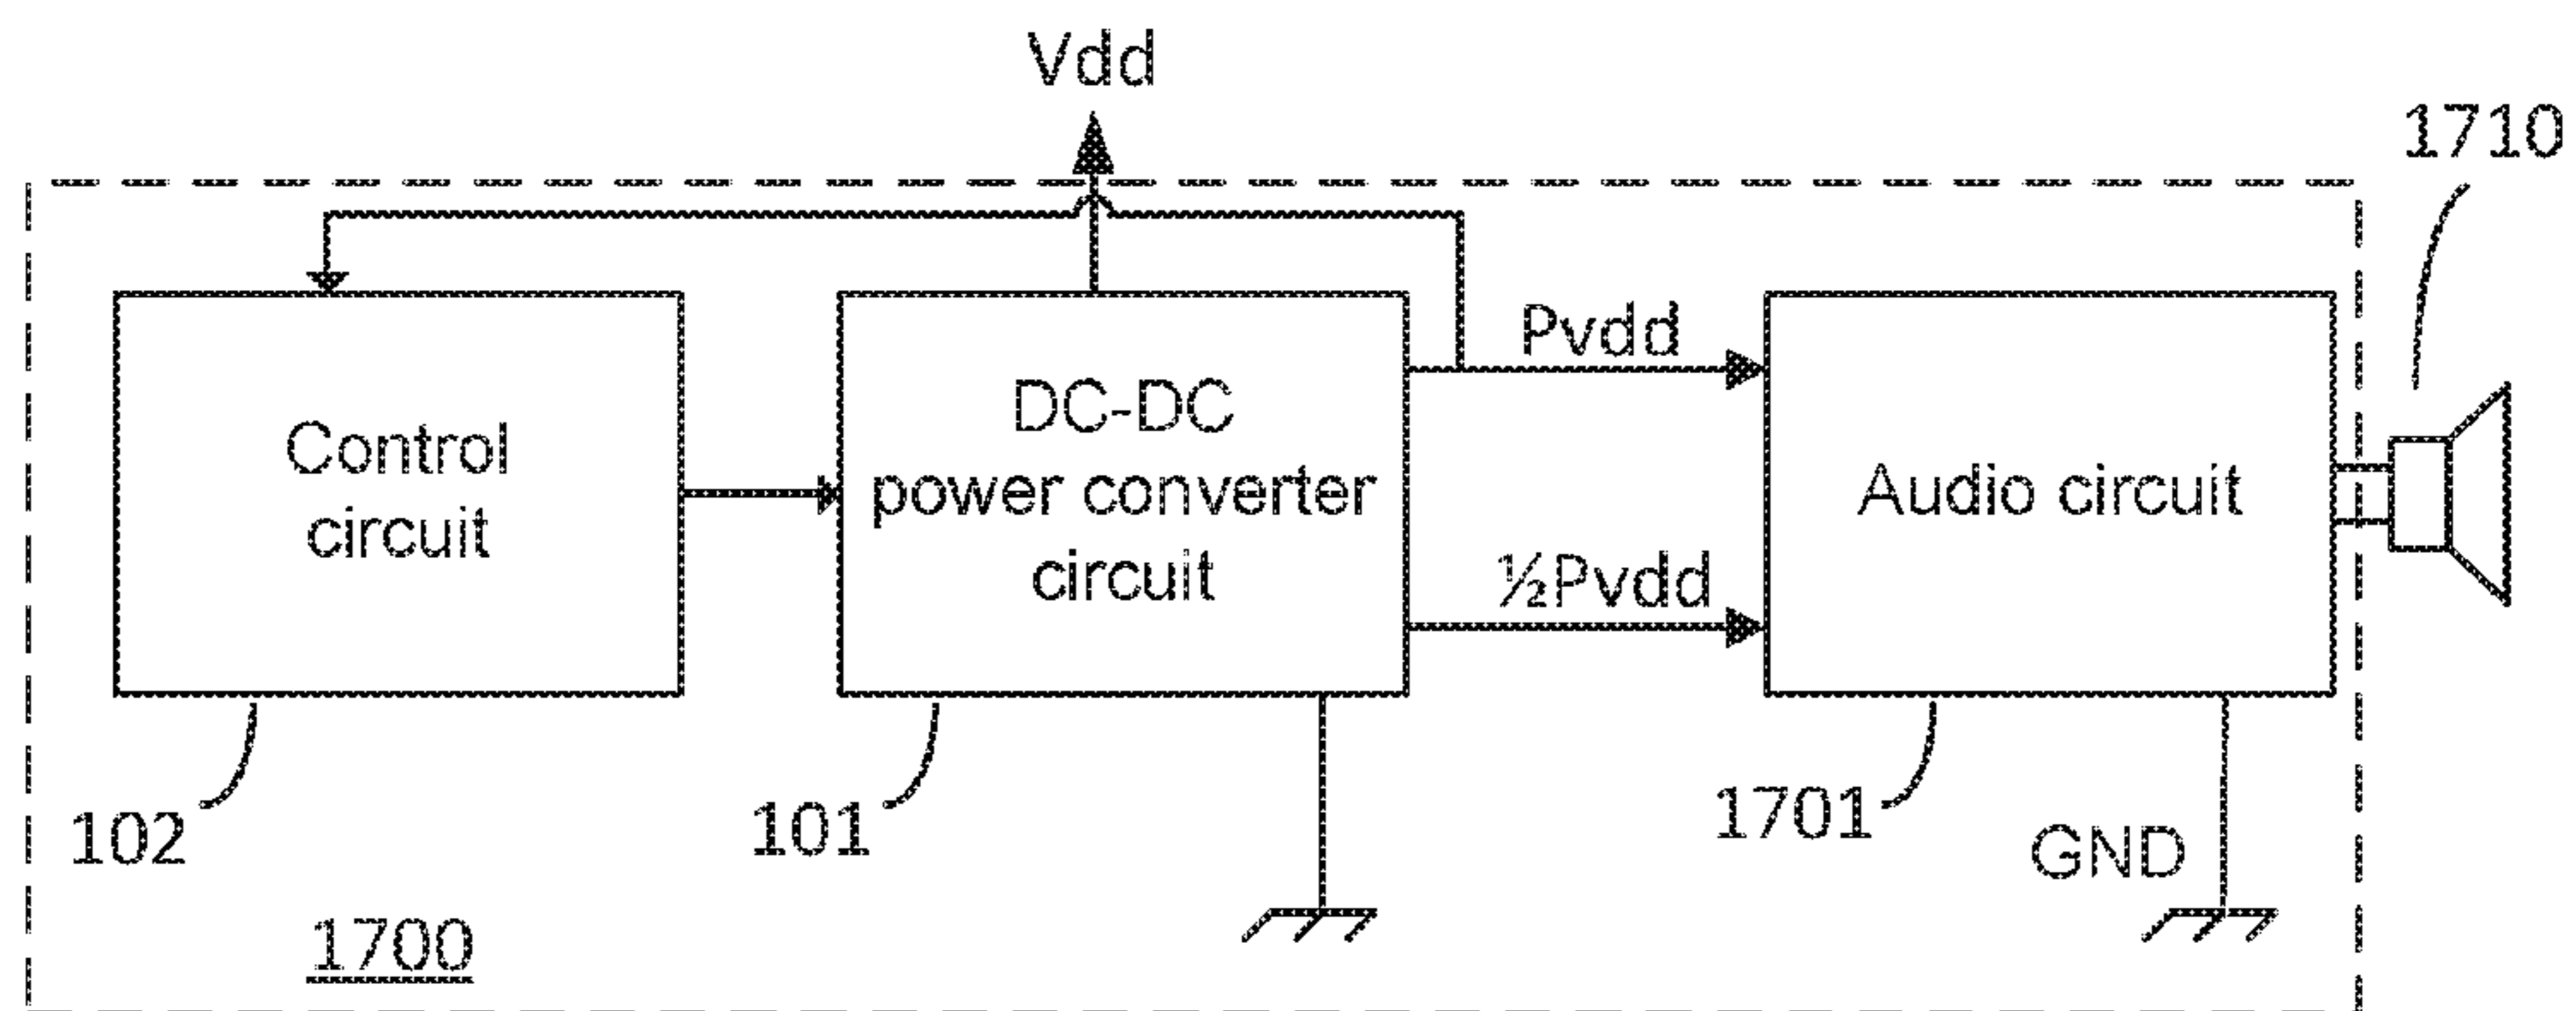 Vdd
1710
Control
circuit
DC-DC
power converter
circuit
Pvdd
½Pvdd
Audio circuit
102
101
1701
GND
1700